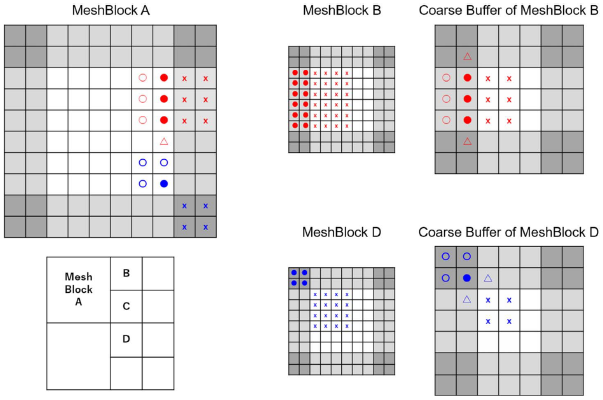 MeshBlock A
MeshBlock B
Coarse Buffer of MeshBlock B
x x
x x
x x
x x
x x
x x x x
x x x x
x x x x
x x x x
x x x x
x x x x
x x
x x
x x
MeshBlock D
Coarse Buffer of MeshBlock D
Mesh
Block
A
B
C
D
x x x x
x x x x
x x x x
x x x x
x x
x x